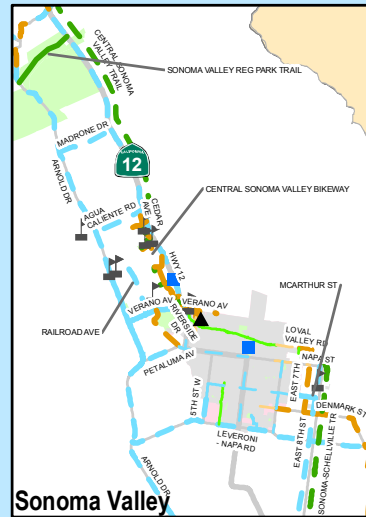 CENTRAL SONOMA
VALLEY TRAIL
SONOMA VALLEY REG PARK TRAIL
MADRONE DR
CALIFORNIA
12
ARNOLD DR
CENTRAL SONOMA VALLEY BIKEWAY
CEDAR
AVE
AGUA
CALIENTE RD
HWY 12
MCARTHUR ST
VERANO AV
VERANO AV
RAILROAD AVE
RIVERSIDE
DR
LOVAL
VALLEY RD
NAPA ST
PETALUMA AV
EAST 7TH
5TH ST W
DENMARK ST
LEVERONI
- NAPA RD
EAST 8TH ST
SONOMA-SCHELLVILLE TR
ARNOLD DR
Sonoma Valley